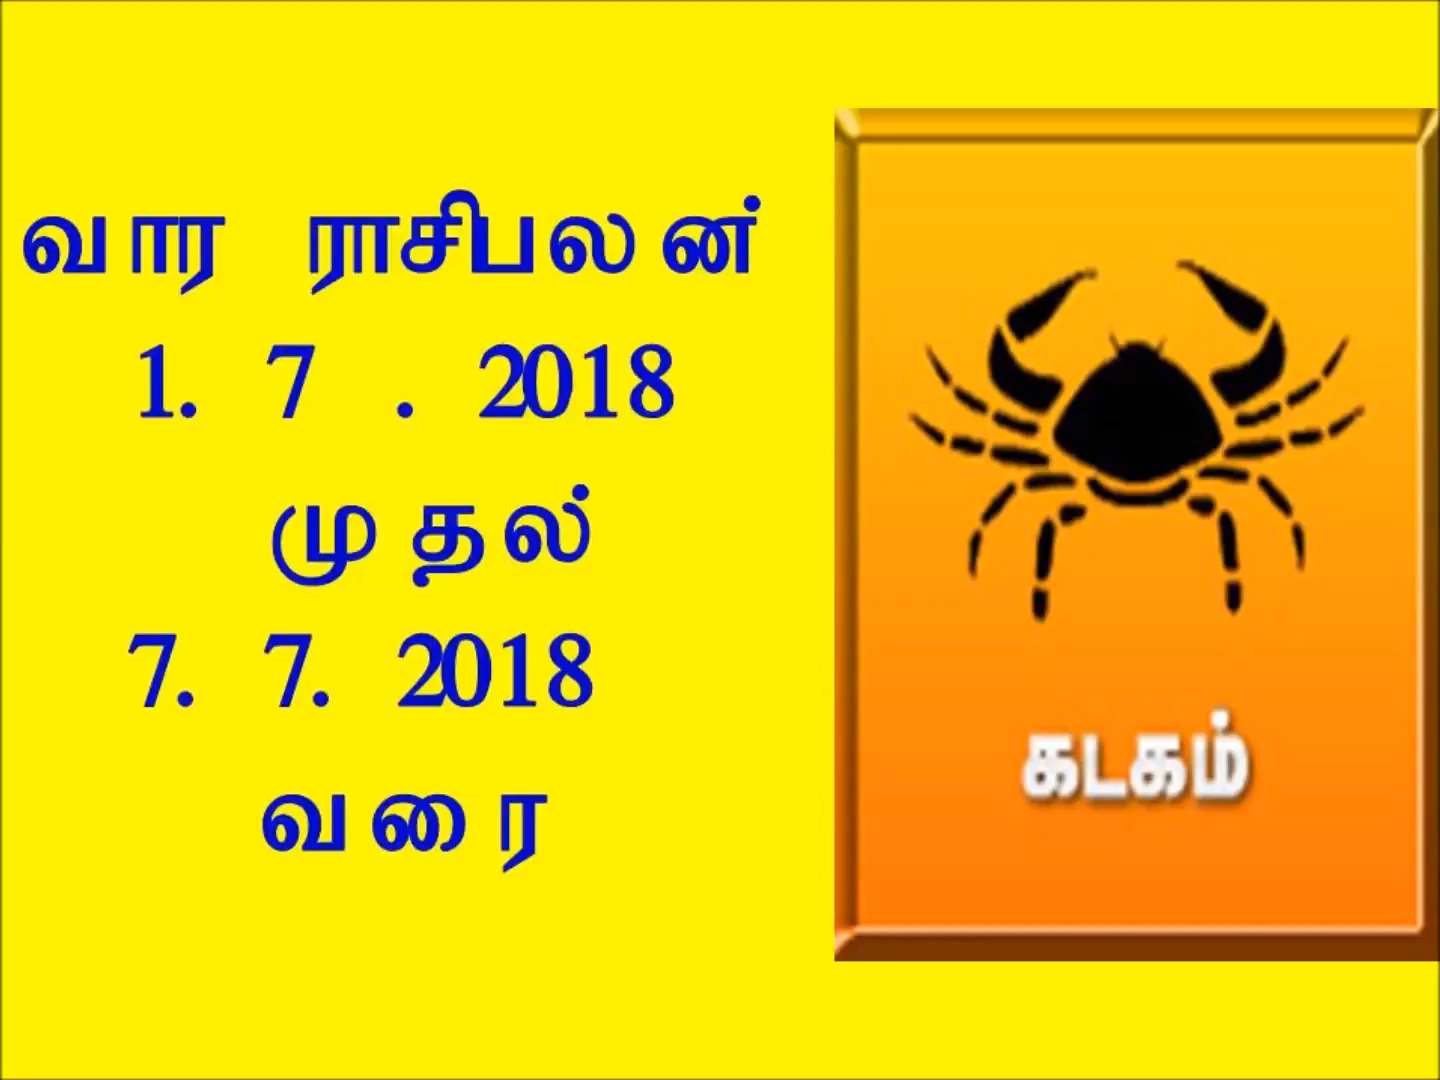 வார ராசிபலன்
1. 7 . 2018
முதல்
7. 7. 2018
வரை
கடகம்